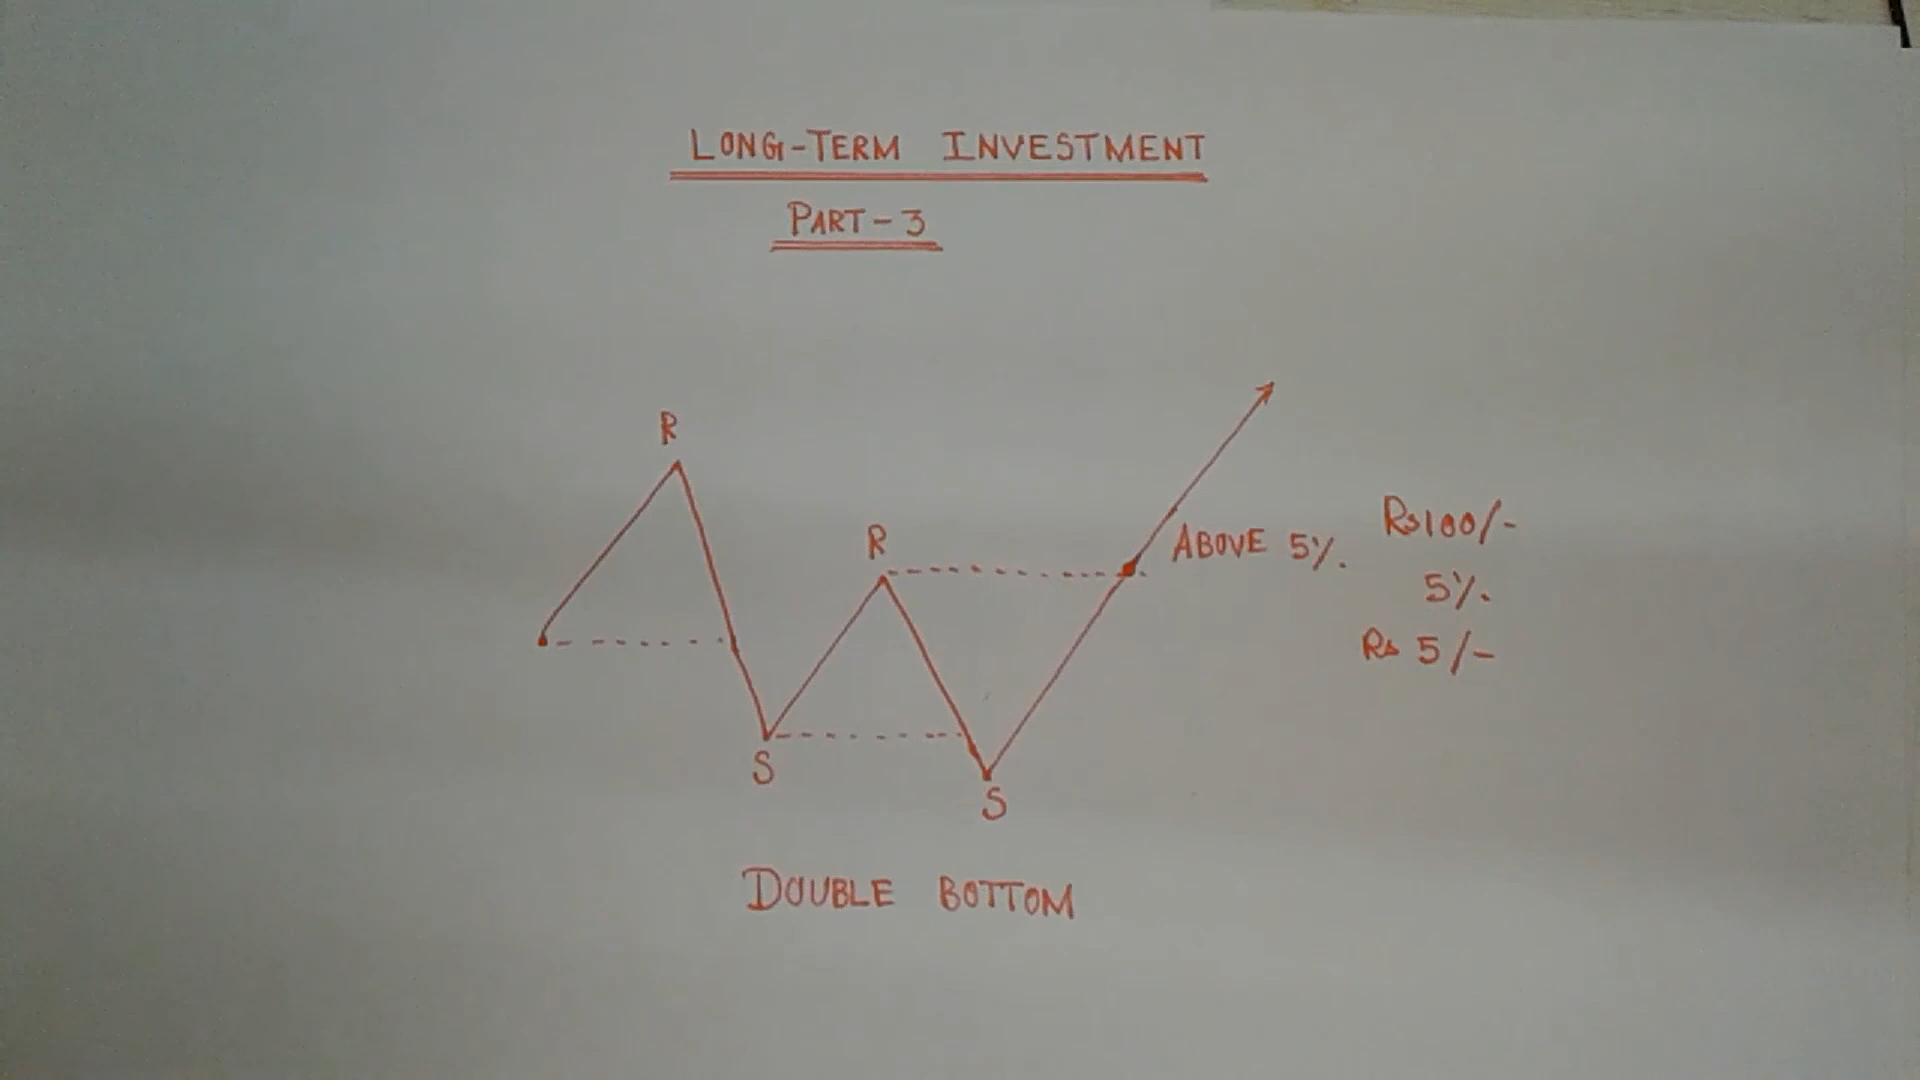 LONG-TERM INVESTMENT
PART-3
R
R
ABOVE 5%.
Rs100/-
5%.
Rs 5/-
S
S
DOUBLE BOTTOM